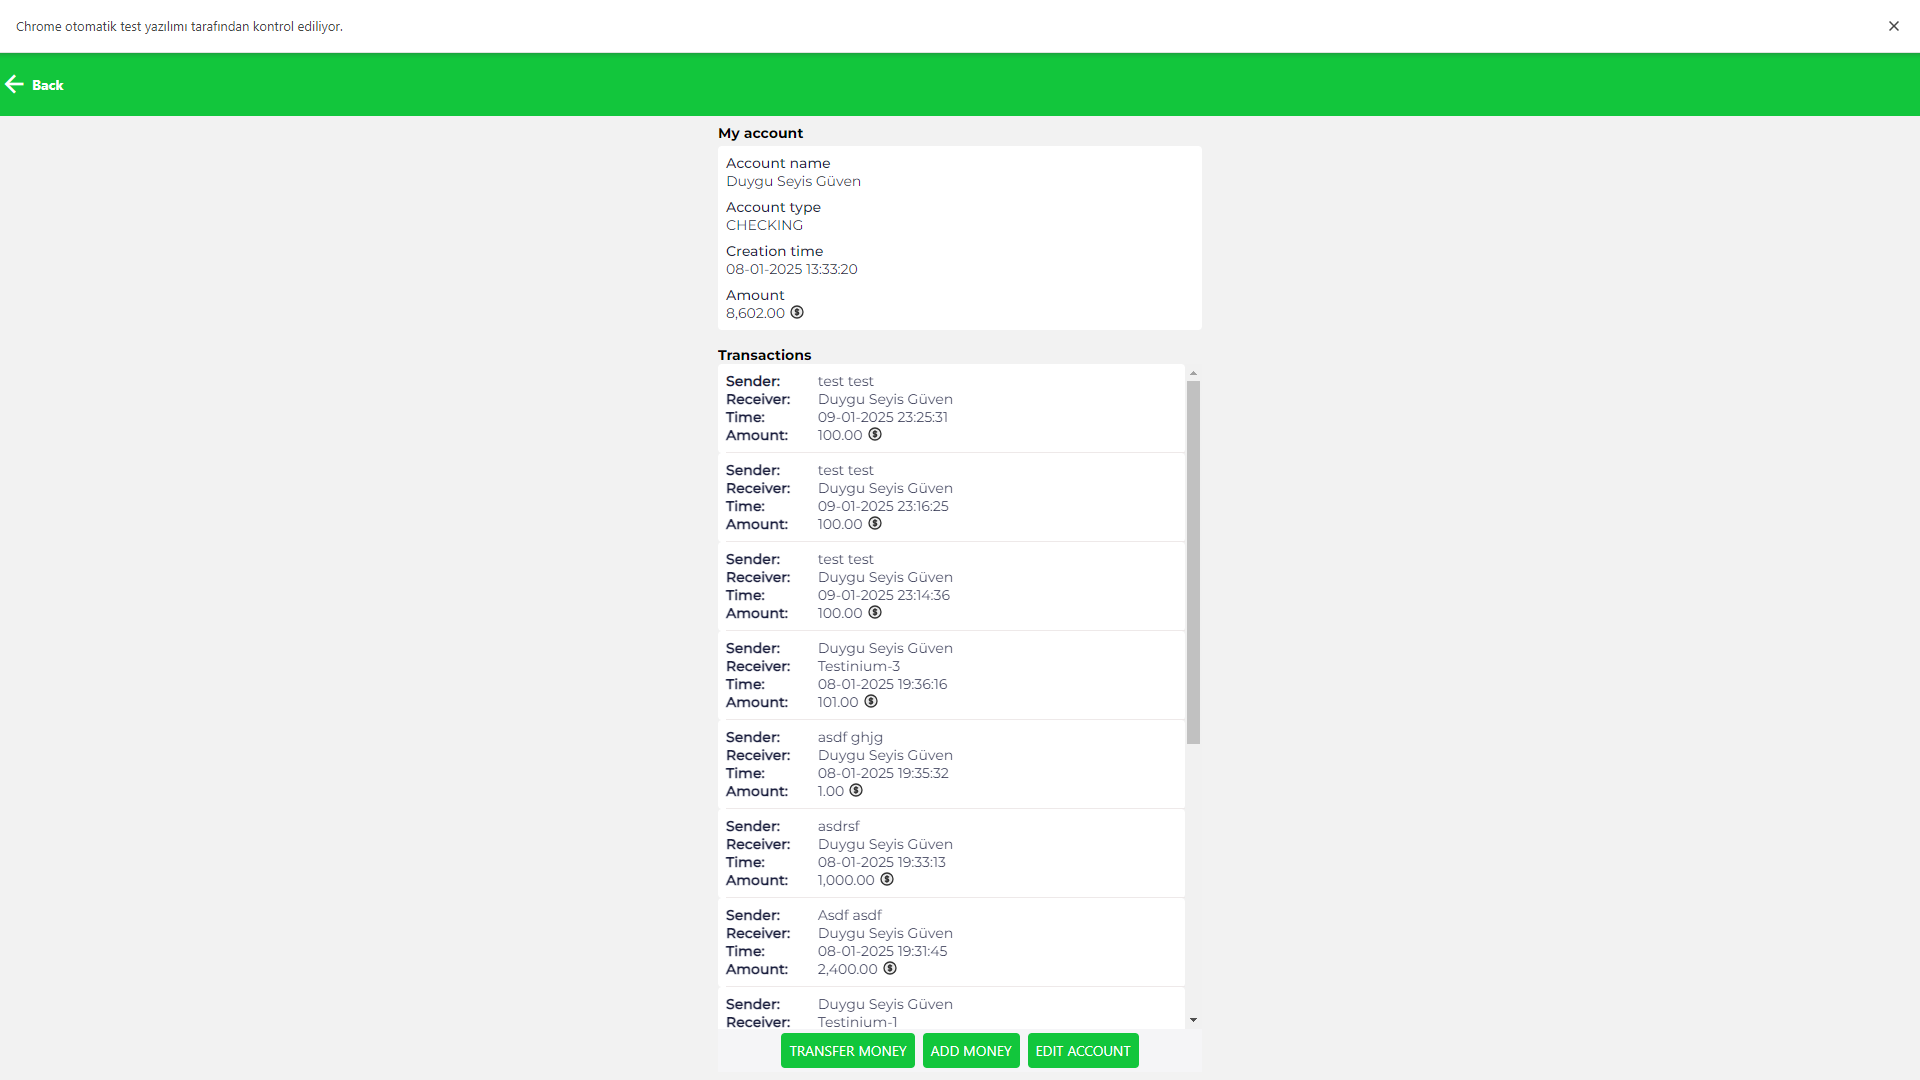 Chrome otomatik test yazılımı tarafından kontrol ediliyor.
Back
My account
Account name
Duygu Seyis Güven
Account type
CHECKING
Creation time
08-01-2025 13:33:20
Amount
8,602.00
Transactions
Sender: test test
Receiver: Duygu Seyis Güven
Time: 09-01-2025 23:25:31
Amount: 100.00
Sender: test test
Receiver: Duygu Seyis Güven
Time: 09-01-2025 23:16:25
Amount: 100.00
Sender: test test
Receiver: Duygu Seyis Güven
Time: 09-01-2025 23:14:36
Amount: 100.00
Sender: Duygu Seyis Güven
Receiver: Testinium-3
Time: 08-01-2025 19:36:16
Amount: 101.00
Sender: asdf ghjg
Receiver: Duygu Seyis Güven
Time: 08-01-2025 19:35:32
Amount: 1.00
Sender: asdrsf
Receiver: Duygu Seyis Güven
Time: 08-01-2025 19:33:13
Amount: 1,000.00
Sender: Asdf asdf
Receiver: Duygu Seyis Güven
Time: 08-01-2025 19:31:45
Amount: 2,400.00
Sender: Duygu Seyis Güven
Receiver: Testinium-1
TRANSFER MONEY ADD MONEY EDIT ACCOUNT